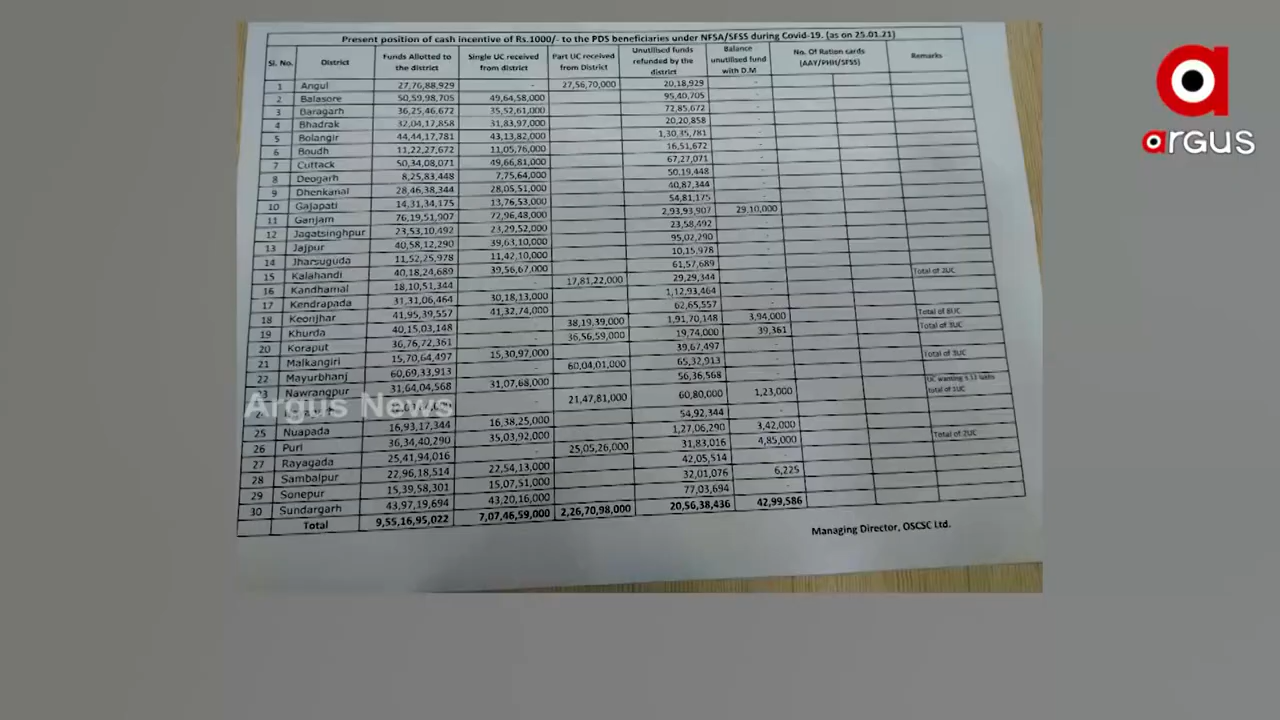 Present position of cash incentive of Rs.1000/- to the PDS beneficiaries under NFSA/SFSS during Covid-19. (as on 25.01.21)
Sl. No. District Funds Allotted to the district Single UC received from district Part UC received from District Unutilised funds refunded by the district Balance unutilised fund with D.M No. Of Ration cards (AAY/PHH/SFSS) Remarks
1 Angul 27,76,88,929 - 27,56,70,000 20,18,929 -
2 Balasore 50,59,98,705 49,64,58,000 95,40,705 -
3 Baragarh 36,25,46,672 35,52,61,000 72,85,672 -
4 Bhadrak 32,04,17,858 31,83,97,000 20,20,858 -
5 Bolangir 44,44,17,781 43,13,82,000 1,30,35,781 -
6 Boudh 11,22,27,672 11,05,76,000 16,51,672 -
7 Cuttack 50,34,08,071 49,66,81,000 67,27,071 -
8 Deogarh 8,25,83,448 7,75,64,000 50,19,448 -
9 Dhenkanal 28,46,38,344 28,05,51,000 40,87,344 -
10 Gajapati 14,31,34,175 13,76,53,000 54,81,175 -
11 Ganjam 76,19,51,907 72,96,48,000 2,93,93,907 29,10,000
12 Jagatsinghpur 23,53,10,492 23,29,52,000 23,58,492 -
13 Jajpur 40,58,12,290 39,63,10,000 95,02,290 -
14 Jharsuguda 11,52,25,978 11,42,10,000 10,15,978 -
15 Kalahandi 40,18,24,689 39,56,67,000 61,57,689 -
16 Kandhamal 18,10,51,344 - 17,81,22,000 29,29,344 - Total of 2UC
17 Kendrapada 31,31,06,464 30,18,13,000 1,12,93,464 -
18 Keonjhar 41,95,39,557 41,32,74,000 62,65,557 -
19 Khurda 40,15,03,148 - 38,19,39,000 1,91,70,148 3,94,000 Total of 8UC
20 Koraput 36,76,72,361 - 36,56,59,000 19,74,000 39,361 Total of 3UC
21 Malkangiri 15,70,64,497 15,30,97,000 39,67,497 -
22 Mayurbhanj 60,69,33,913 - 60,04,01,000 65,32,913 - Total of 3UC
23 Nawrangpur 31,64,04,568 31,07,68,000 56,36,568 -
- 21,47,81,000 60,80,000 1,23,000 UC wanting lakhs total of 1UC
25 Nuapada 16,93,17,344 16,38,25,000 54,92,344 -
26 Puri 36,34,40,290 35,03,92,000 1,27,06,290 3,42,000
27 Rayagada 25,41,94,016 - 25,05,26,000 31,83,016 4,85,000 Total of 2UC
28 Sambalpur 22,96,18,514 22,54,13,000 42,05,514 -
29 Sonepur 15,39,58,301 15,07,51,000 32,01,076 6,225
30 Sundargarh 43,97,19,694 43,20,16,000 77,03,694 -
Total 9,55,16,95,022 7,07,46,59,000 2,26,70,98,000 20,56,38,436 42,99,586
Managing Director, OSCSC Ltd.
Argus News
argus